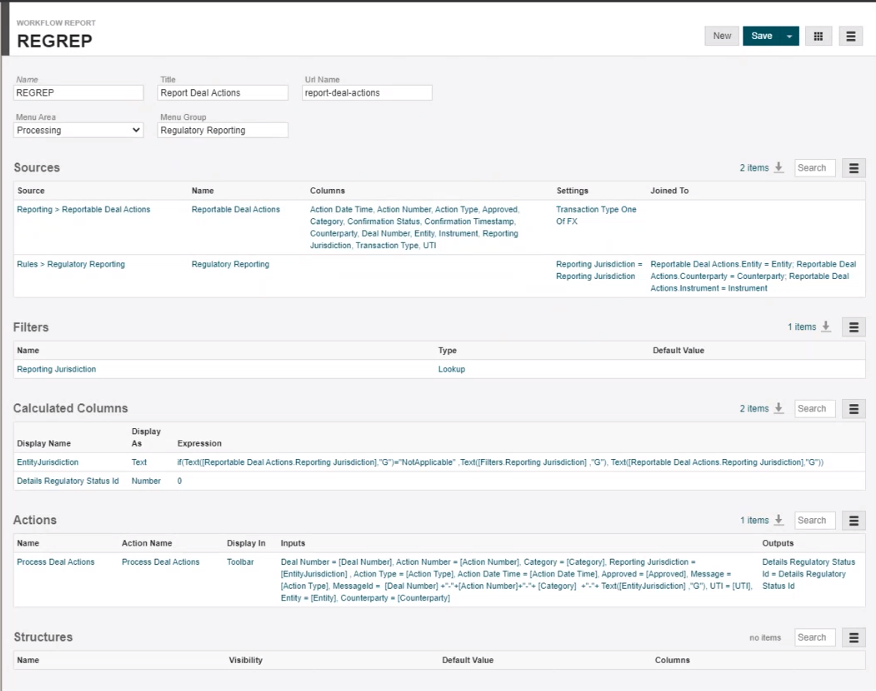 WORKFLOW REPORT
REGREP
New
Save
Name
Title
Url Name
REGREP
Report Deal Actions
report-deal-actions
Menu Area
Menu Group
Processing
Regulatory Reporting
Sources
2 items
Search
Source
Name
Columns
Settings
Joined To
Reporting > Reportable Deal Actions
Reportable Deal Actions
Action Date Time, Action Number, Action Type, Approved,
Category, Confirmation Status, Confirmation Timestamp,
Counterparty, Deal Number, Entity, Instrument, Reporting
Jurisdiction, Transaction Type, UTI
Transaction Type One
Of FX
Rules > Regulatory Reporting
Regulatory Reporting
Reporting Jurisdiction =
Reporting Jurisdiction
Reportable Deal Actions.Entity = Entity; Reportable Deal
Actions.Counterparty = Counterparty; Reportable Deal
Actions.Instrument = Instrument
Filters
1 items
Name
Type
Default Value
Reporting Jurisdiction
Lookup
Calculated Columns
2 items
Search
Display Name
Display
As
Expression
EntityJurisdiction
Text
if(Text([Reportable Deal Actions.Reporting Jurisdiction],"G")="NotApplicable" ,Text([Filters.Reporting Jurisdiction] ,"G"), Text([Reportable Deal Actions.Reporting Jurisdiction],"G"))
Details Regulatory Status Id
Number
0
Actions
1 items
Search
Name
Action Name
Display In
Inputs
Outputs
Process Deal Actions
Process Deal Actions
Toolbar
Deal Number = [Deal Number], Action Number = [Action Number], Category = [Category], Reporting Jurisdiction =
[EntityJurisdiction] , Action Type = [Action Type], Action Date Time = [Action Date Time], Approved = [Approved], Message =
[Action Type], MessageId = [Deal Number] +"-"+[Action Number]+"-"+ [Category] +"-"+ Text([EntityJurisdiction] ,"G"), UTI = [UTI],
Entity = [Entity], Counterparty = [Counterparty]
Details Regulatory Status
Id = Details Regulatory
Status Id
Structures
no items
Search
Name
Visibility
Default Value
Columns